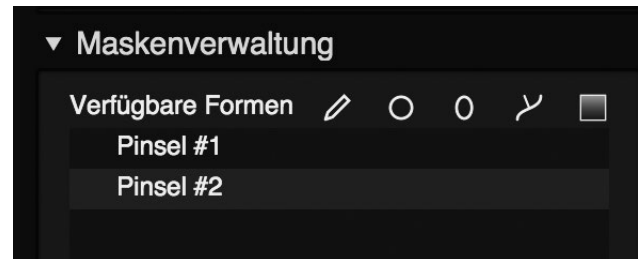 Maskenverwaltung
Verfügbare Formen
Pinsel #1
Pinsel #2